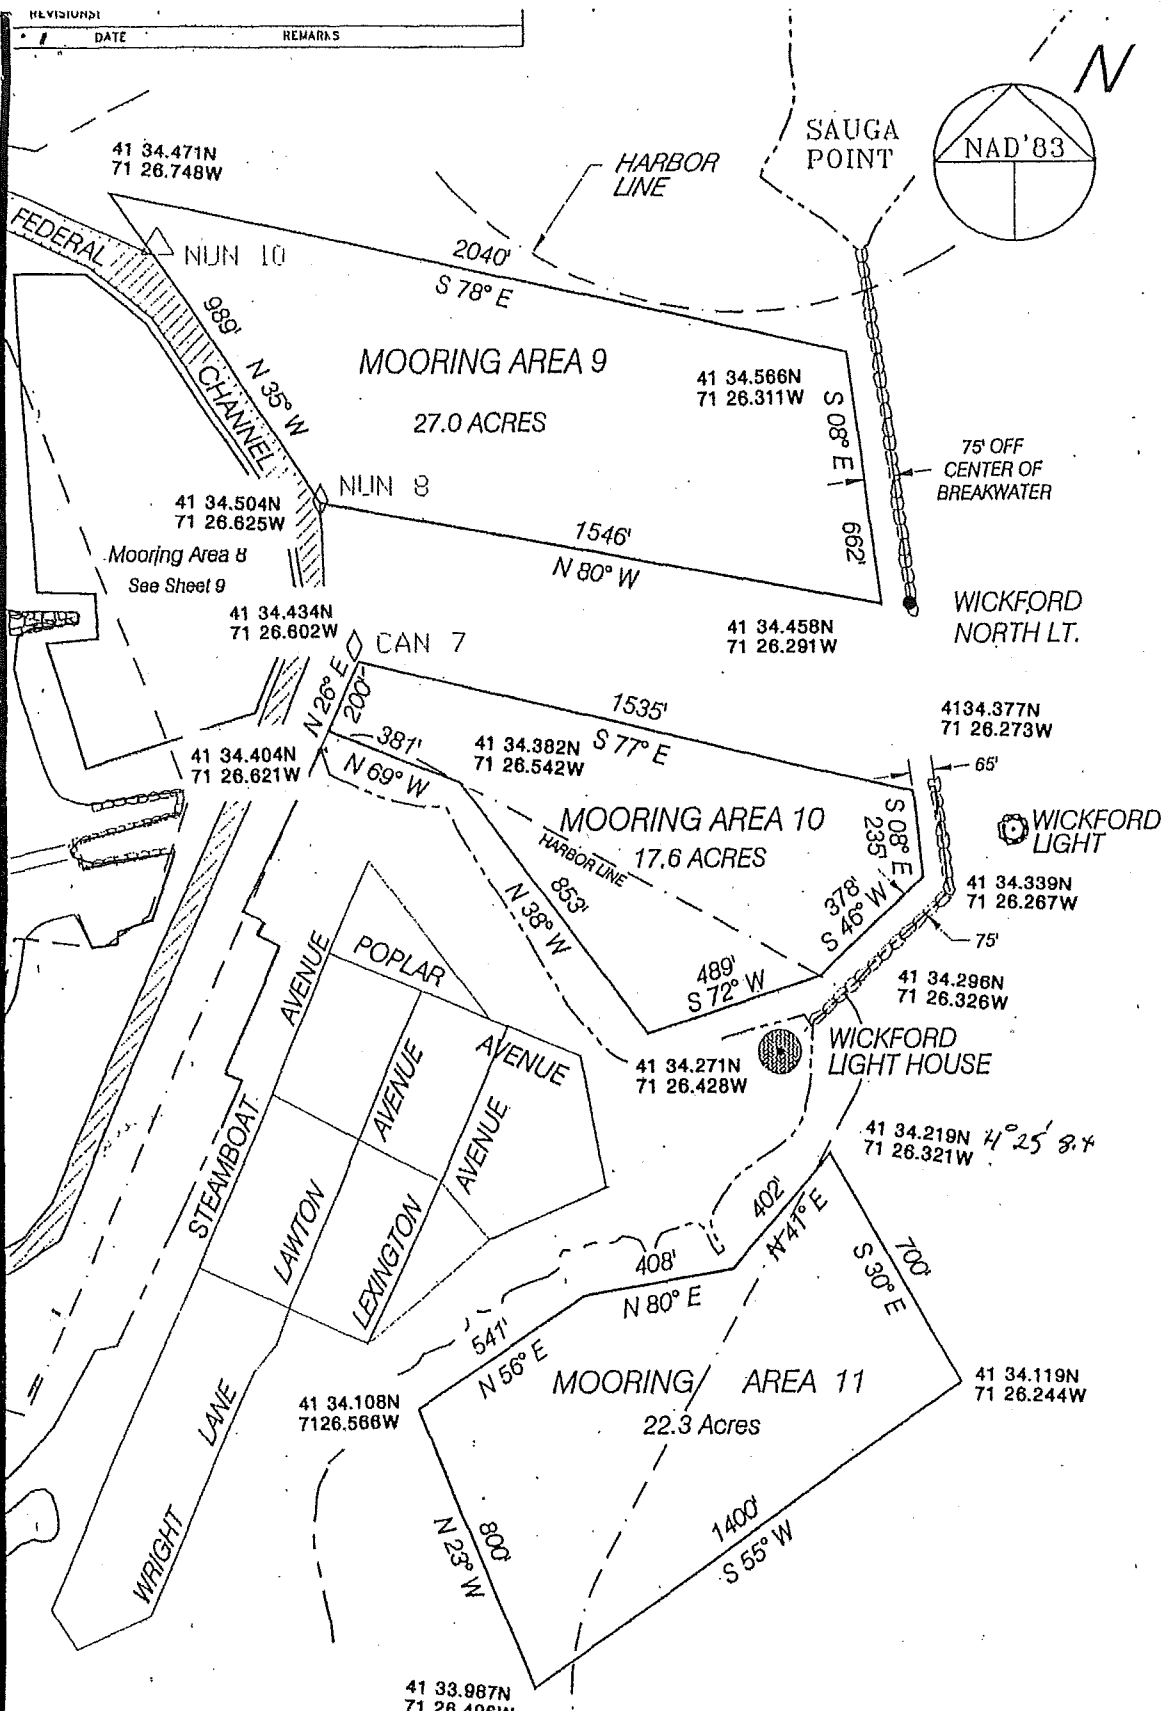 REVISIONS:
# DATE REMARKS
N
NAD'83
SAUGA
POINT
HARBOR
LINE
41 34.471N
71 26.748W
FEDERAL
CHANNEL
NUN 10
2040'
S 78° E
989'
N 35° W
MOORING AREA 9
27.0 ACRES
41 34.566N
71 26.311W
S 08° E
662'
75' OFF
CENTER OF
BREAKWATER
NUN 8
41 34.504N
71 26.625W
1546'
N 80° W
Mooring Area 8
See Sheet 9
WICKFORD
NORTH LT.
41 34.434N
71 26.602W
41 34.458N
71 26.291W
CAN 7
N 26° E
200'
1535'
S 77° E
4134.377N
71 26.273W
65'
381'
N 69° W
41 34.382N
71 26.542W
41 34.404N
71 26.621W
MOORING AREA 10
17.6 ACRES
HARBOR LINE
S 08° E
235'
WICKFORD
LIGHT
853'
N 38° W
378'
S 46° W
41 34.339N
71 26.267W
75'
489'
S 72° W
41 34.296N
71 26.326W
POPLAR
AVENUE
AVENUE
STEAMBOAT
AVENUE
LAWTON
AVENUE
LEXINGTON
WICKFORD
LIGHT HOUSE
41 34.271N
71 26.428W
41 34.219N
71 26.321W
402'
N 41° E
408'
N 80° E
700'
S 30° E
541'
N 56° E
MOORING AREA 11
22.3 Acres
41 34.119N
71 26.244W
41 34.108N
7126.566W
WRIGHT
LANE
800'
N 23° W
1400'
S 55° W
41 33.987N
71 26.496W